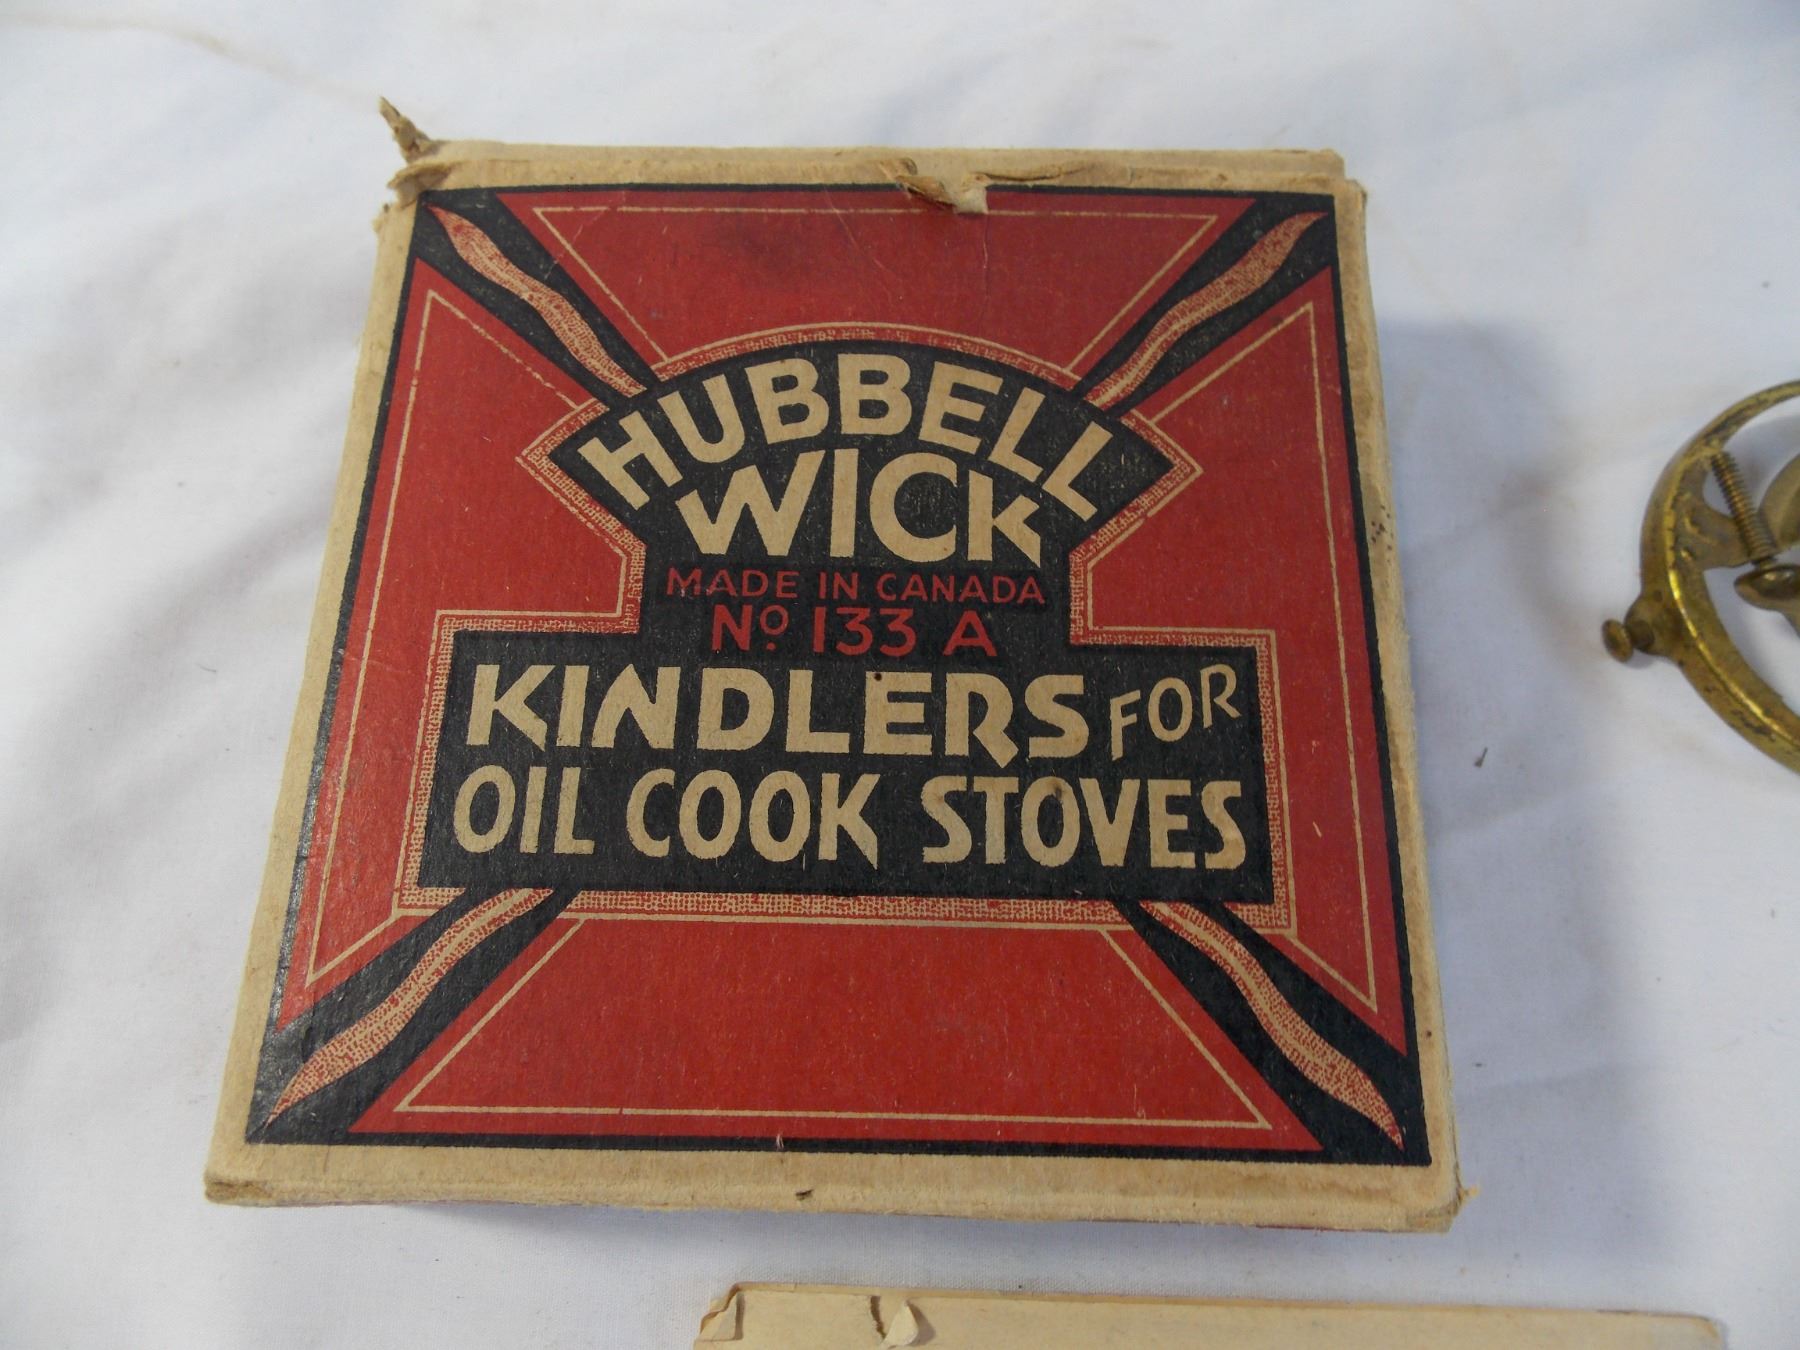 HUBBELL
WICK
MADE IN CANADA
Nº 133 A
KINDLERS FOR
OIL COOK STOVES